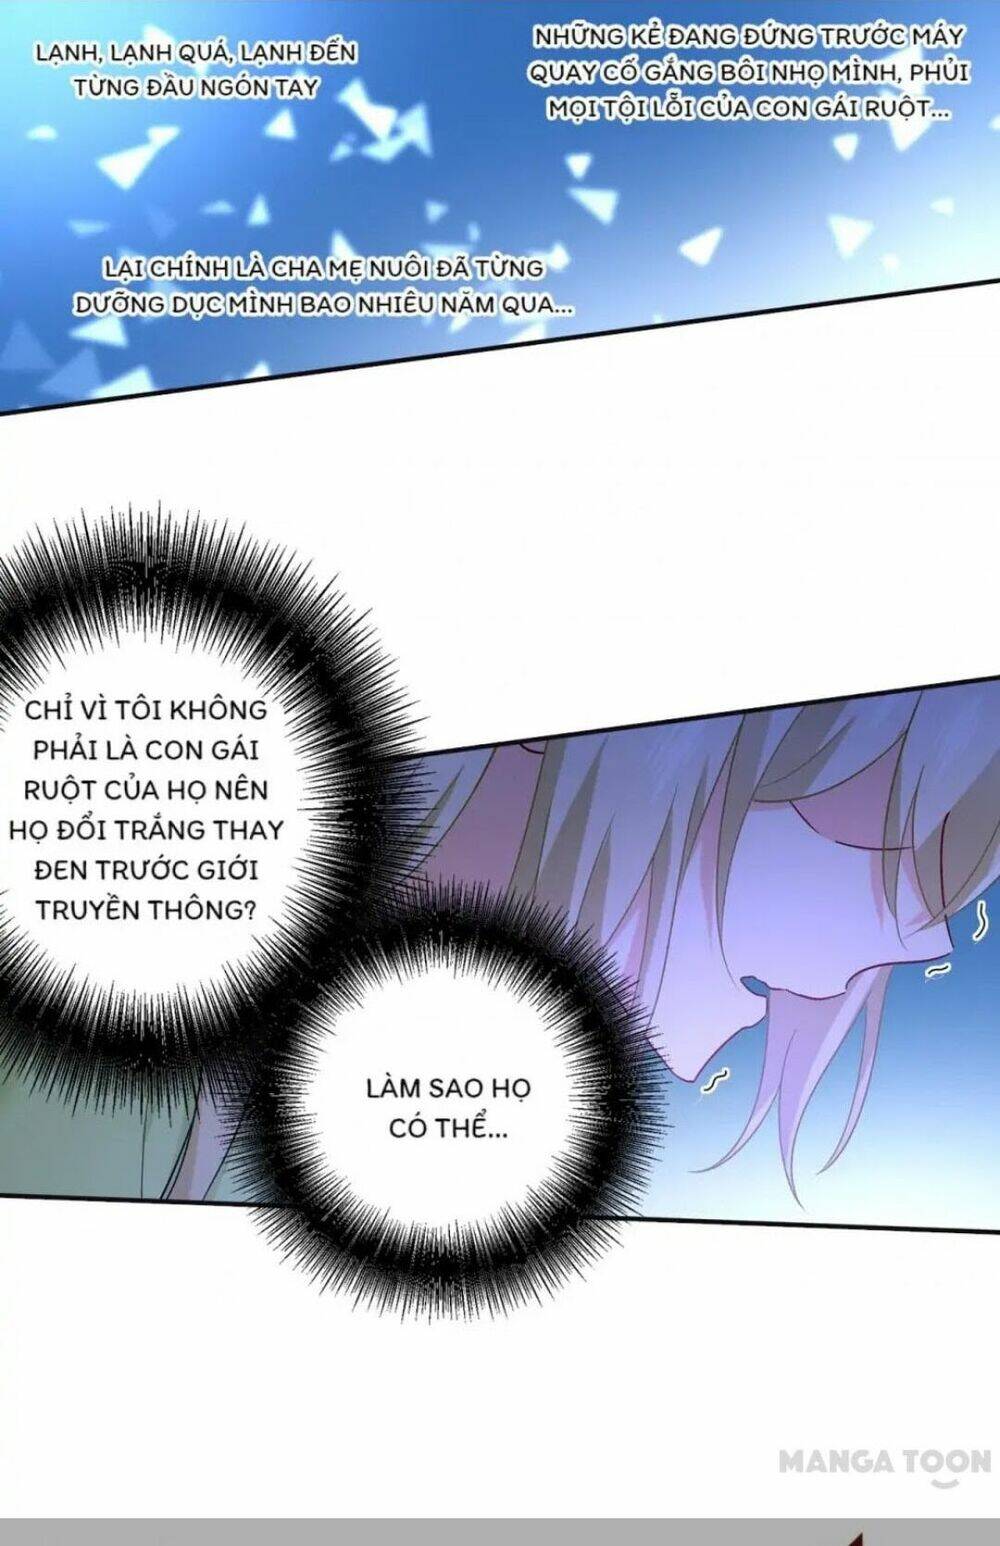 LẠNH, LẠNH QUÁ, LẠNH ĐẾN
TỪNG ĐẦU NGÓN TAY
NHỮNG KẺ ĐANG ĐỨNG TRƯỚC MÁY
QUAY CỐ GẮNG BÔI NHỌ MÌNH, PHỦI
MỌI TỘI LỖI CỦA CON GÁI RUỘT...
LẠI CHÍNH LÀ CHA MẸ NUÔI ĐÃ TỪNG
DƯỠNG DỤC MÌNH BAO NHIÊU NĂM QUA...
CHỈ VÌ TÔI KHÔNG
PHẢI LÀ CON GÁI
RUỘT CỦA HỌ NÊN
HỌ ĐỔI TRẮNG THAY
ĐEN TRƯỚC GIỚI
TRUYỀN THÔNG?
LÀM SAO HỌ
CÓ THỂ...
MANGA TOON